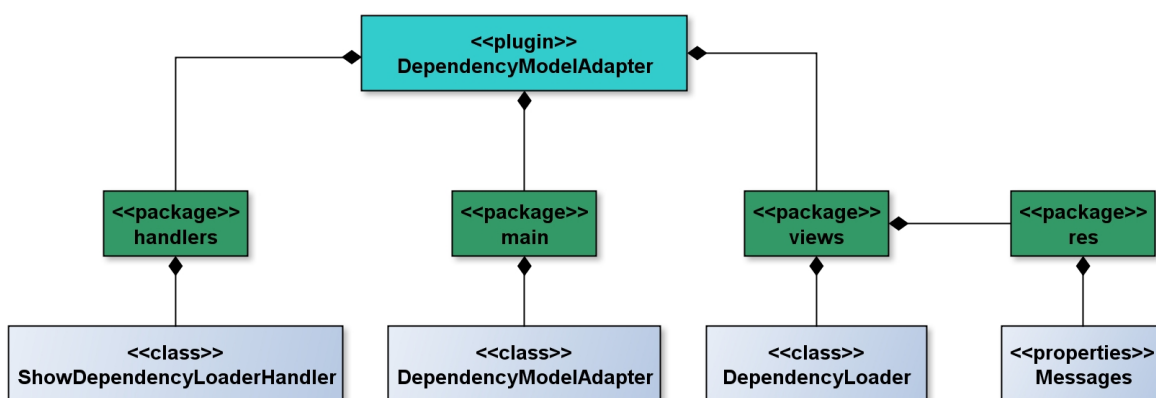 <<plugin>>
DependencyModelAdapter
<<package>>
handlers
<<package>>
main
<<package>>
views
<<package>>
res
<<class>>
ShowDependencyLoaderHandler
<<class>>
DependencyModelAdapter
<<class>>
DependencyLoader
<<properties>>
Messages